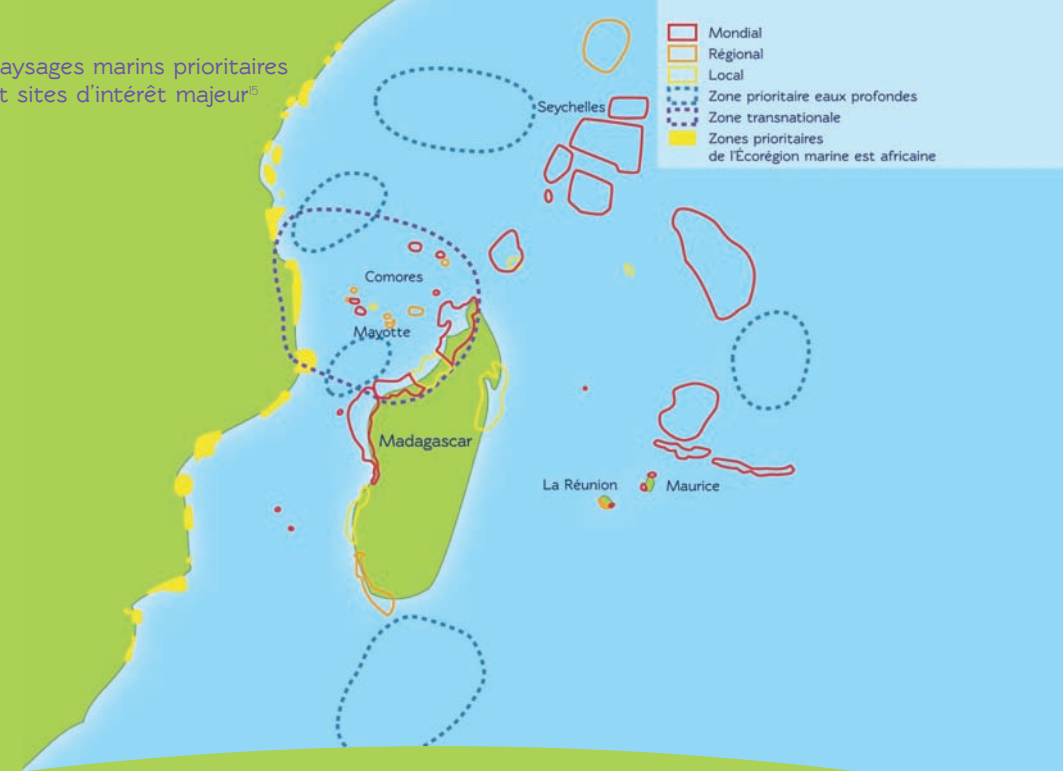 aysages marins prioritaires
t sites d'intérêt majeur¹⁵
Mondial
Régional
Local
Zone prioritaire eaux profondes
Zone transnationale
Zones prioritaires
de l'Écorégion marine est africaine
Seychelles
Comores
Mayotte
Madagascar
La Réunion
Maurice